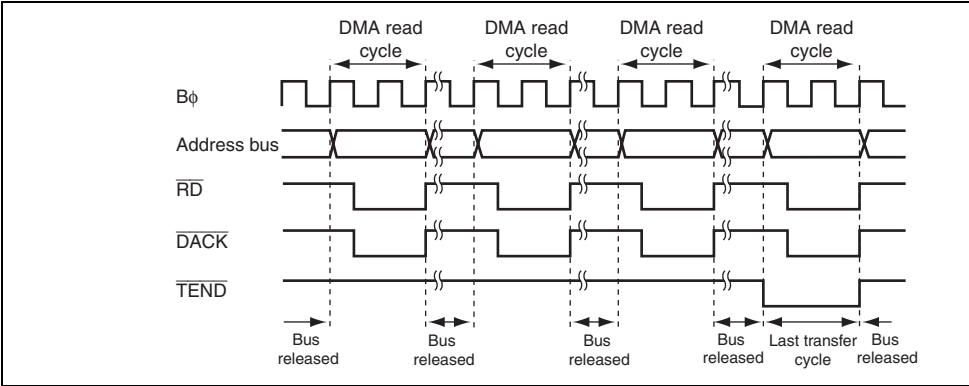 DMA read
cycle
DMA read
cycle
DMA read
cycle
DMA read
cycle
Bφ
Address bus
RD
DACK
TEND
Bus
released
Bus
released
Bus
released
Bus
released
Last transfer
cycle
Bus
released